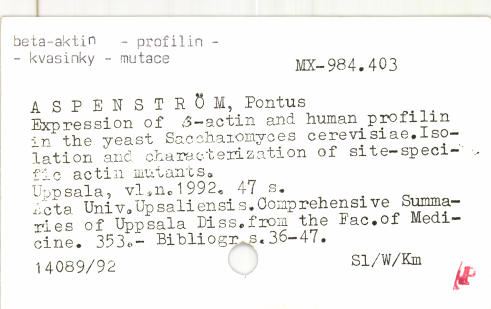 beta-aktin - profilin -
- kvasinky - mutace
MX-984.403
A S P E N S T R Ö M, Pontus
Expression of β-actin and human profilin
in the yeast Saccharomyces cerevisiae.Iso-
lation and characterization of site-speci-
fic actin mutants.
Uppsala, vl.n.1992. 47 s.
Acta Univ.Upsaliensis.Comprehensive Summa-
ries of Uppsala Diss.from the Fac.of Medi-
cine. 353.- Bibliogr s.36-47.
14089/92 Sl/W/Km